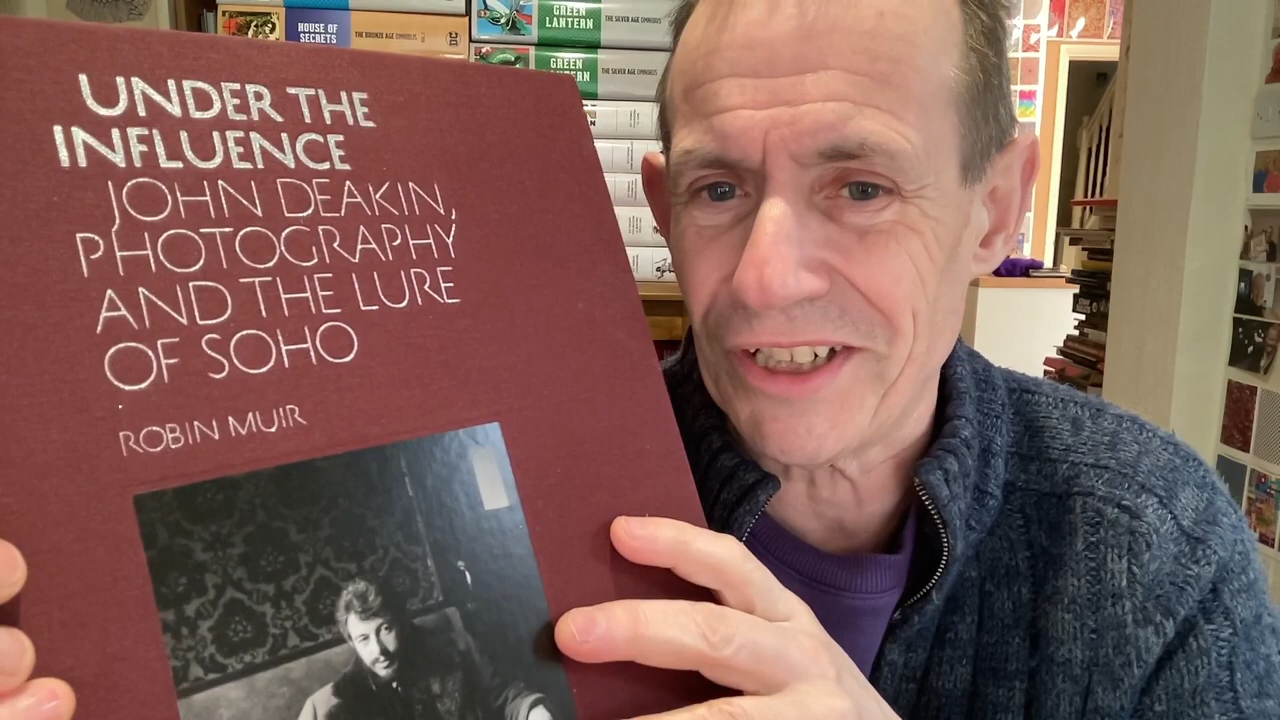 UNDER THE
INFLUENCE
JOHN DEAKIN,
PHOTOGRAPHY
AND THE LURE
OF SOHO
ROBIN MUIR
HOUSE OF
SECRETS
THE BRONZE AGE OMNIBUS
DC
GREEN
LANTERN
THE SILVER AGE OMNIBUS
GREEN
LANTERN
THE SILVER AGE OMNIBUS